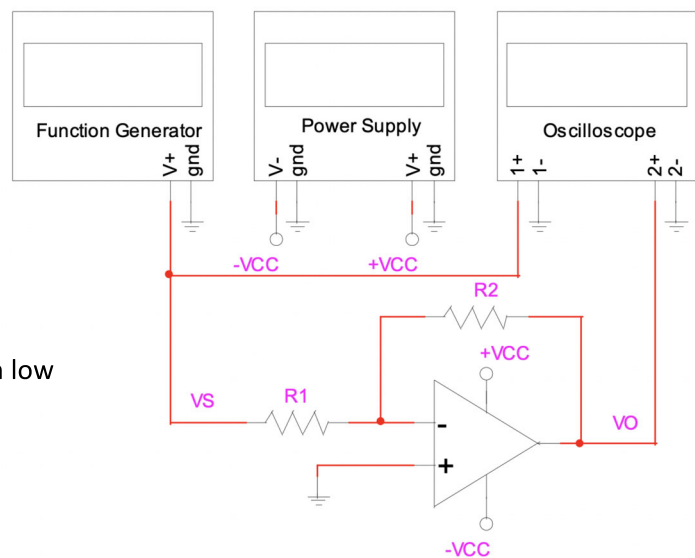 Function Generator
V+
gnd
Power Supply
V-
gnd
V+
gnd
Oscilloscope
1+
1-
2+
2-
-VCC
+VCC
R2
+VCC
low
VS
R1
-
+
VO
-VCC